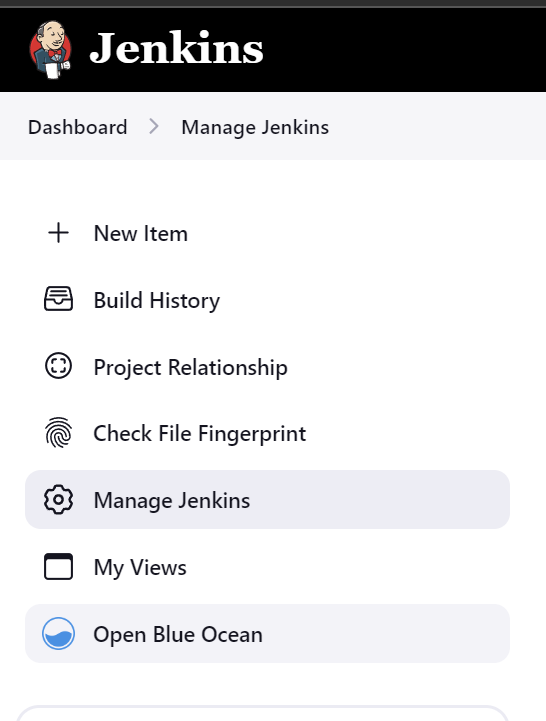 Jenkins
Dashboard > Manage Jenkins
New Item
Build History
Project Relationship
Check File Fingerprint
Manage Jenkins
My Views
Open Blue Ocean